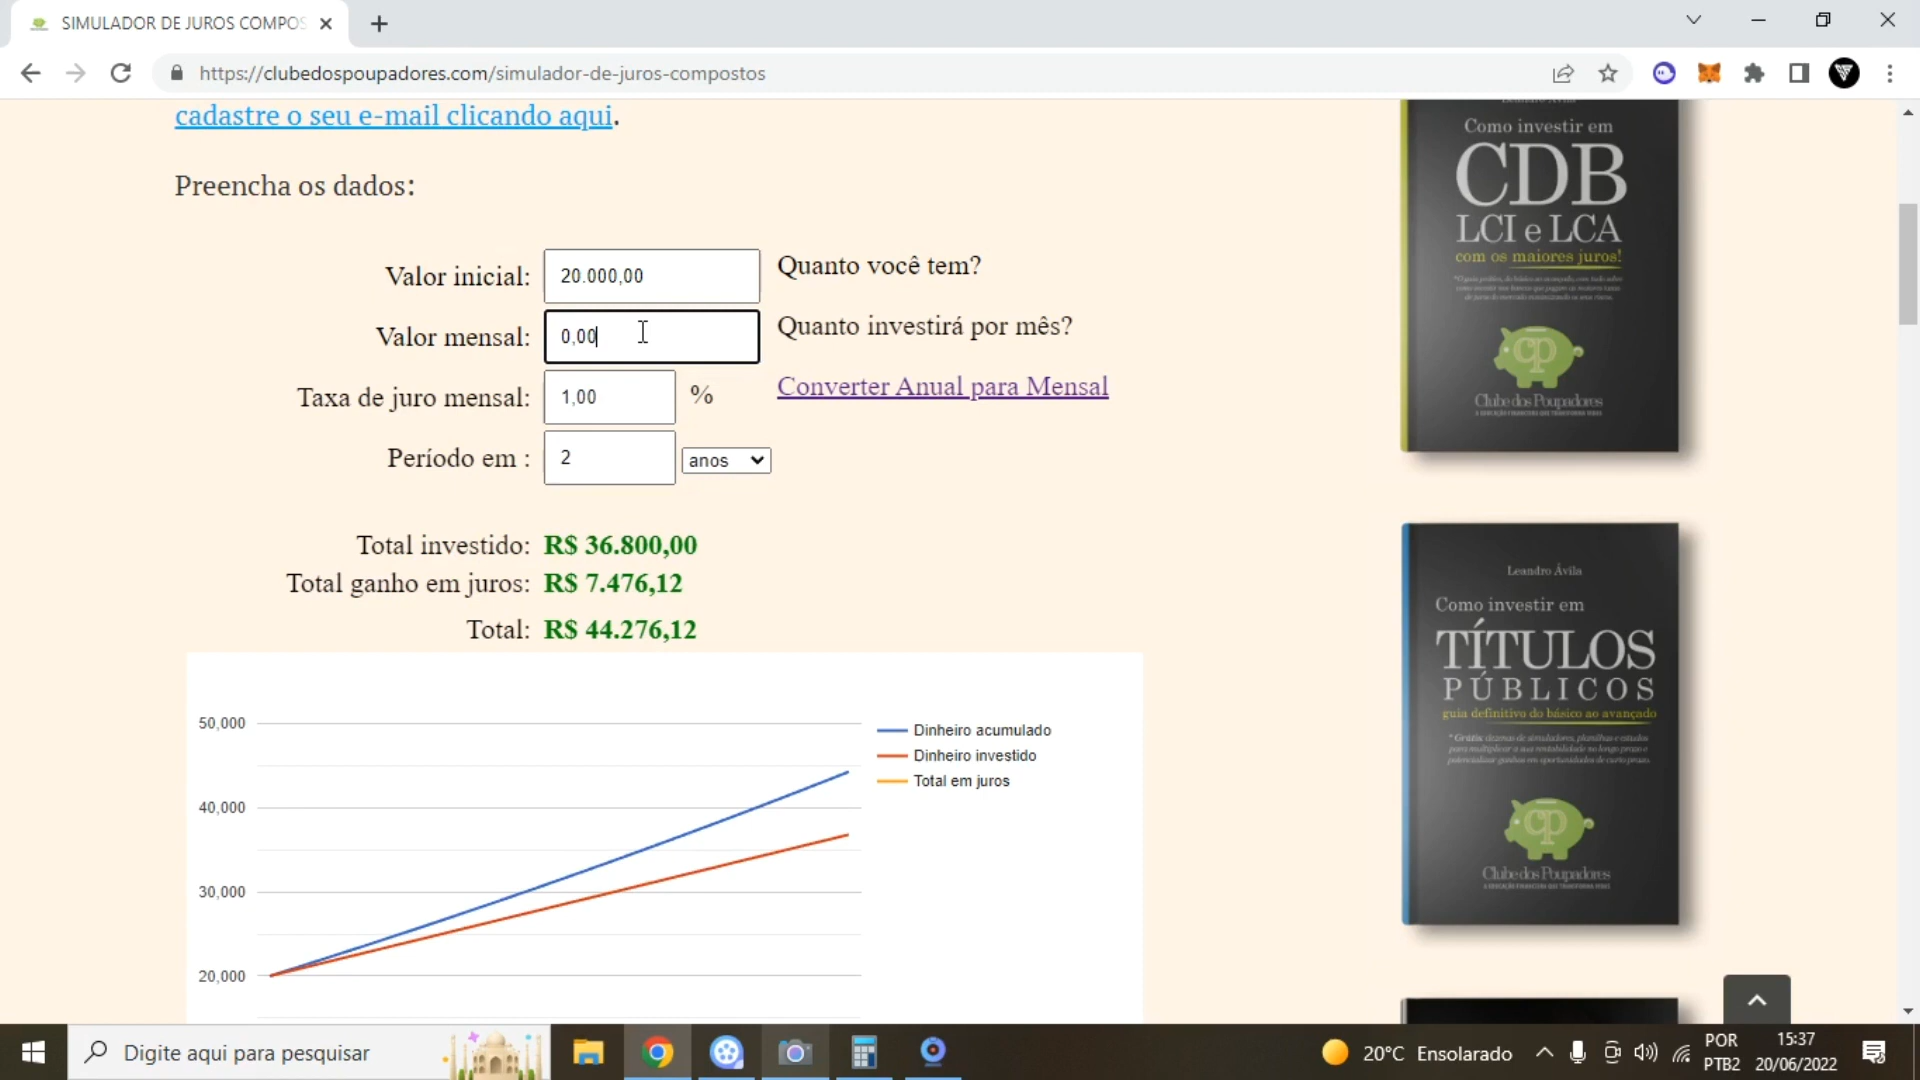 SIMULADOR DE JUROS COMPOS
https://clubedospoupadores.com/simulador-de-juros-compostos
cadastre o seu e-mail clicando aqui.
Preencha os dados:
Valor inicial: 20.000,00 Quanto você tem?
Valor mensal: 0,00 Quanto investirá por mês?
Taxa de juro mensal: 1,00 % Converter Anual para Mensal
Período em : 2 anos
Total investido: R$ 36.800,00
Total ganho em juros: R$ 7.476,12
Total: R$ 44.276,12
50,000
40,000
30,000
20,000
Dinheiro acumulado
Dinheiro investido
Total em juros
Como investir em
CDB
LCI e LCA
com os maiores juros!
cp
Clube dos Poupadores
Leandro Ávila
Como investir em
TÍTULOS
PÚBLICOS
guia definitivo do básico ao avançado
cp
Clube dos Poupadores
Digite aqui para pesquisar
20°C Ensolarado
POR
PTB2
15:37
20/06/2022